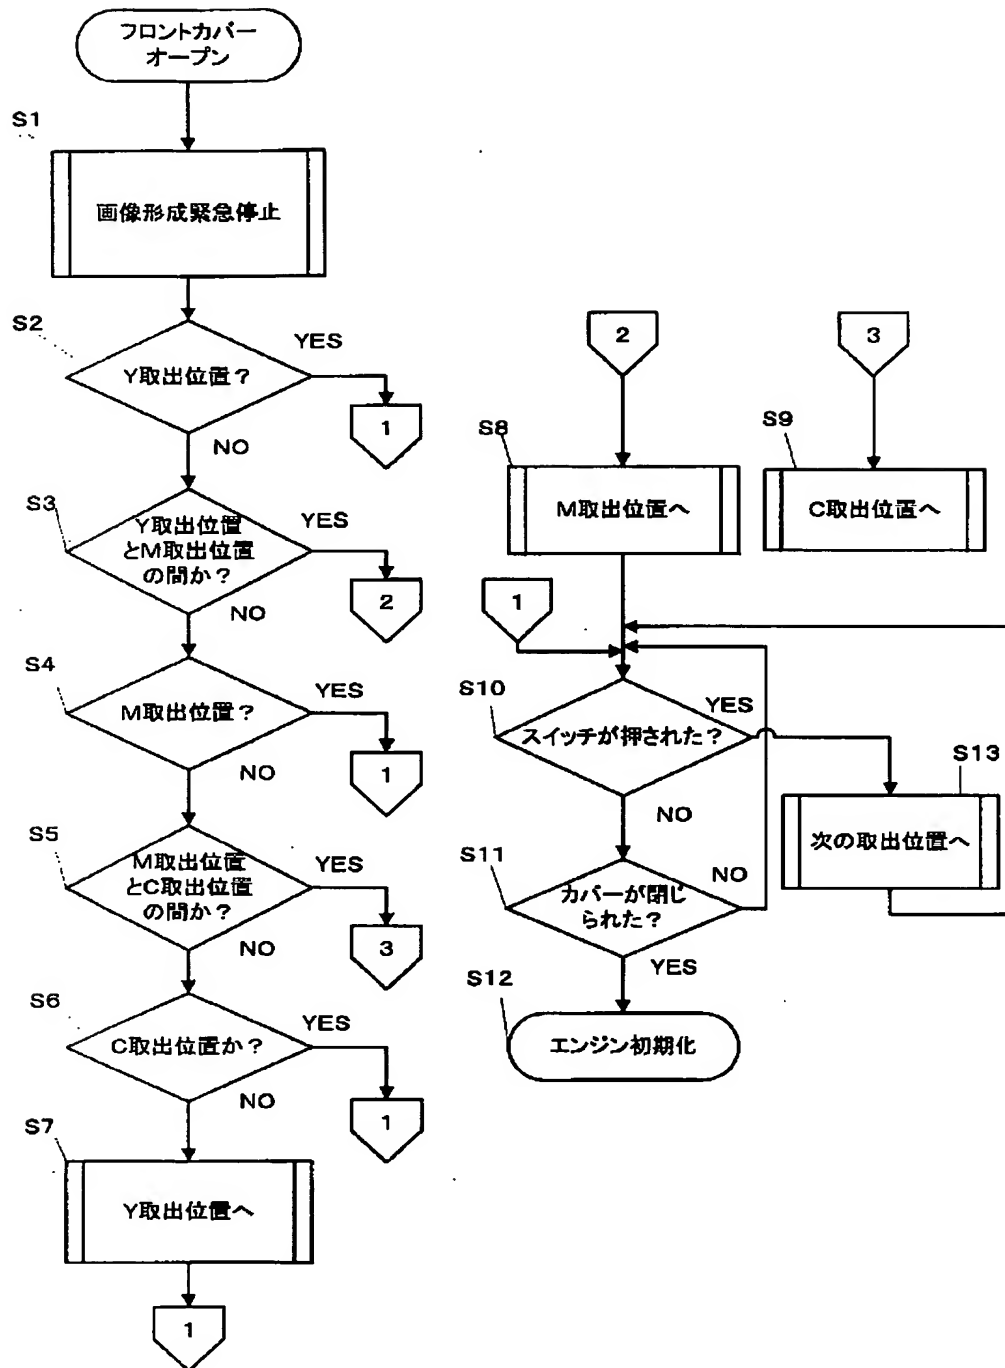 フロントカバー
オープン
S1
画像形成緊急停止
S2
YES
Y取出位置？
1
NO
S3
Y取出位置
とM取出位置
の間か？
YES
2
NO
S4
YES
M取出位置？
1
NO
S5
M取出位置
とC取出位置
の間か？
YES
3
NO
S6
YES
C取出位置か？
1
NO
S7
Y取出位置へ
1
2
3
S8
M取出位置へ
S9
C取出位置へ
1
S10
YES
スイッチが押された？
NO
S13
次の取出位置へ
S11
カバーが閉じ
られた？
NO
YES
S12
エンジン初期化